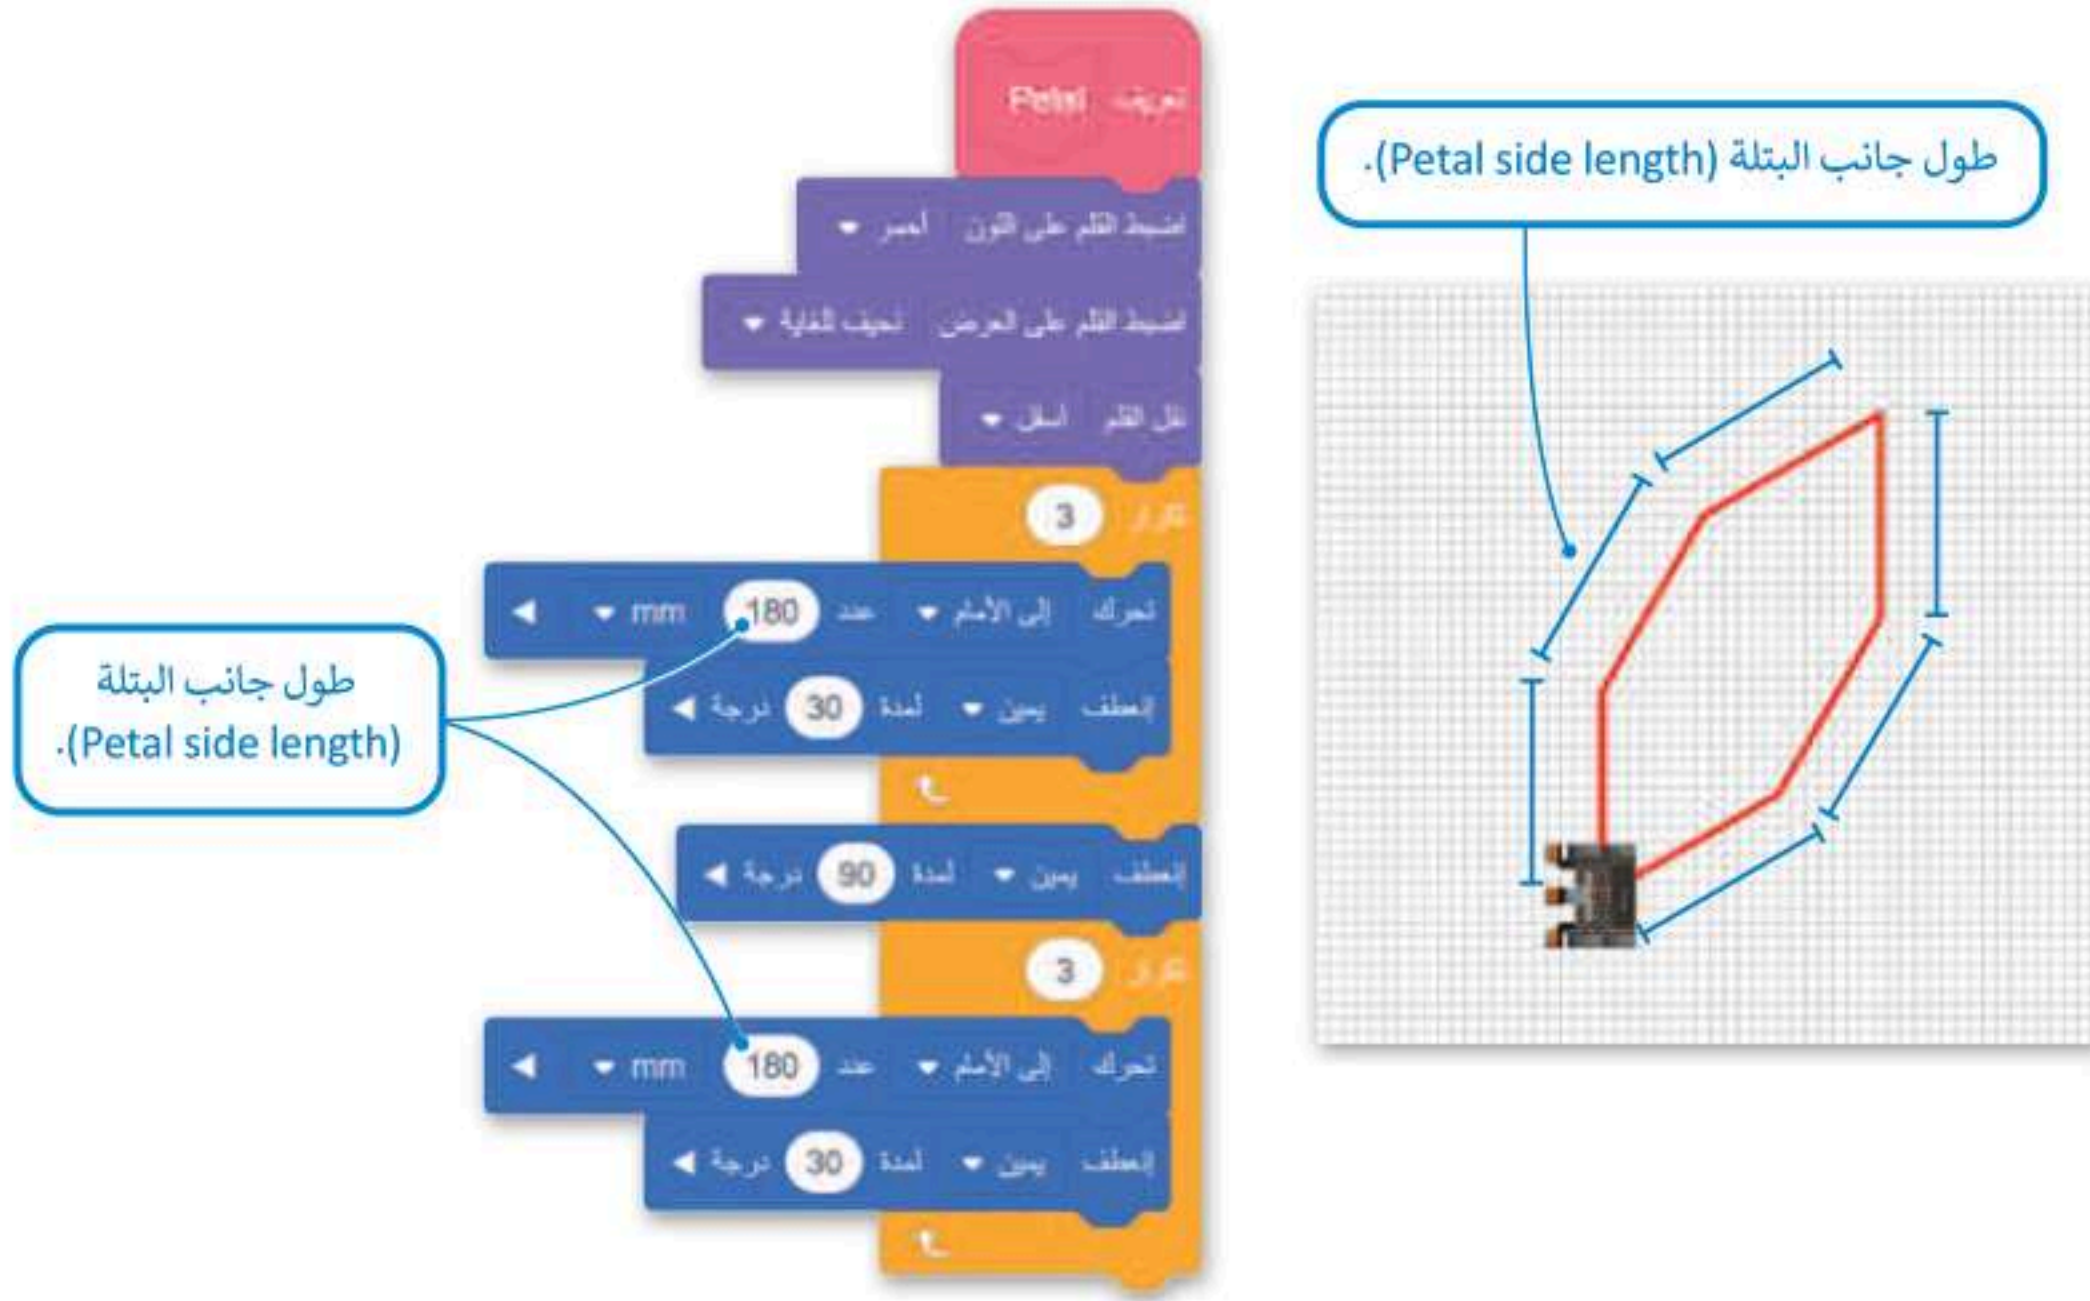 تعريف Petal
اضبط القلم على اللون أحمر
اضبط القلم على العرض نحيف للغاية
نقل القلم أسفل
تكرار 3
تحرك إلى الأمام عند 180 mm
إنعطف يمين لمدة 30 درجة
إنعطف يمين لمدة 90 درجة
تكرار 3
تحرك إلى الأمام عند 180 mm
إنعطف يمين لمدة 30 درجة
طول جانب البتلة (Petal side length).
طول جانب البتلة
(Petal side length).